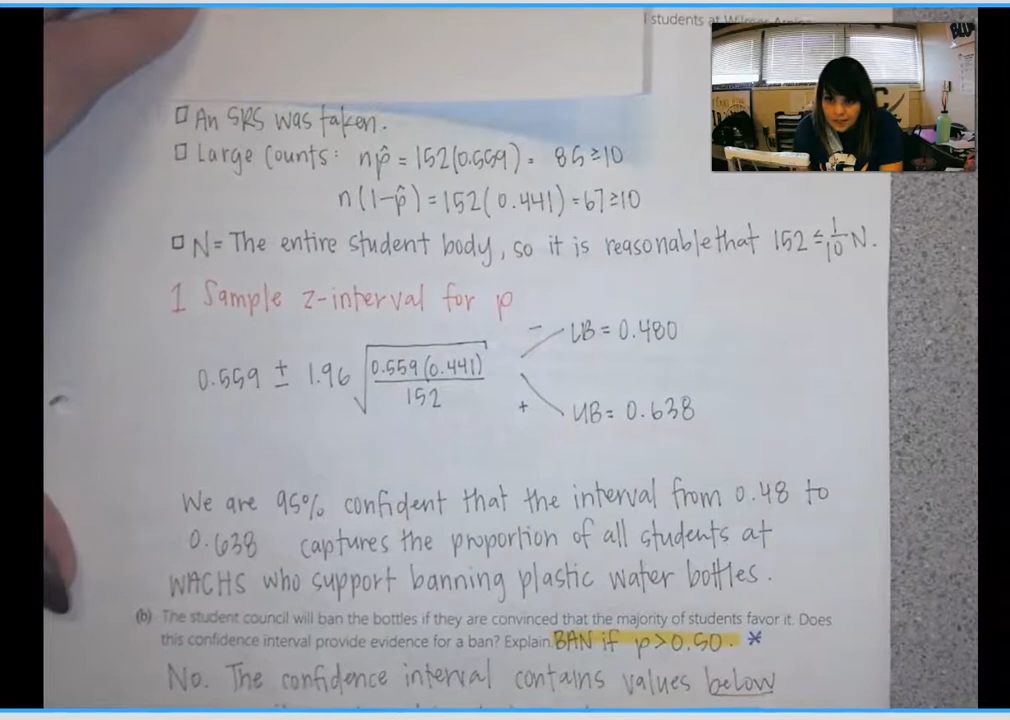 students at
An SRS was taken.
Large Counts: np̂ = 152(0.559) = 85 ≥ 10
n(1-p̂) = 152(0.441) = 67 ≥ 10
N = The entire student body, so it is reasonable that 152 ≤ 1/10 N.
1 Sample z-interval for p
LB = 0.480
0.559 ± 1.96 √(0.559(0.441)/152)
UB = 0.638
We are 95% confident that the interval from 0.48 to
0.638 captures the proportion of all students at
WACHS who support banning plastic water bottles.
(b) The student council will ban the bottles if they are convinced that the majority of students favor it. Does
this confidence interval provide evidence for a ban? Explain. BAN if p > 0.50. *
No. The confidence interval contains values below